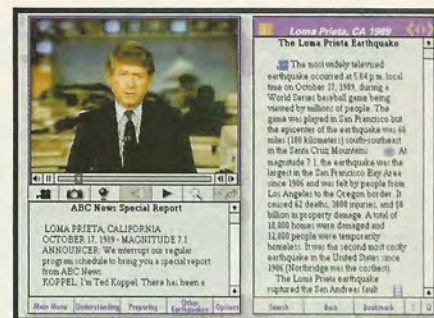 ABC News Special Report
LOMA PRIETA, CALIFORNIA
OCTOBER 17, 1989 - MAGNITUDE 7.1
ANNOUNCER: We interrupt our regular
program schedule to bring you a special report
from ABC News
KOPPEL: I'm Ted Koppel. There has been a
Main Menu
Understanding
Preparing
Other
Earthquakes
Options
Loma Prieta, CA 1989
The Loma Prieta Earthquake
The most widely televised
earthquake occurred at 5:04 p.m. local
time on October 17, 1989, during a
World Series baseball game being
viewed by millions of people. The
game was played in San Francisco but
the epicenter of the earthquake was 60
miles (100 kilometers) south-southeast
in the Santa Cruz Mountains. At
magnitude 7.1, the earthquake was the
largest in the San Francisco Bay Area
since 1906 and was felt by people from
Los Angeles to the Oregon border. It
caused 62 deaths, 3000 injuries, and $8
billion in property damage. A total of
18,000 homes were damaged and
12,000 people were temporarily
homeless. It was the second most costly
earthquake in the United States since
1906 (Northridge was the costliest).
The Loma Prieta earthquake
ruptured the San Andreas fault
Search
Back
Bookmark